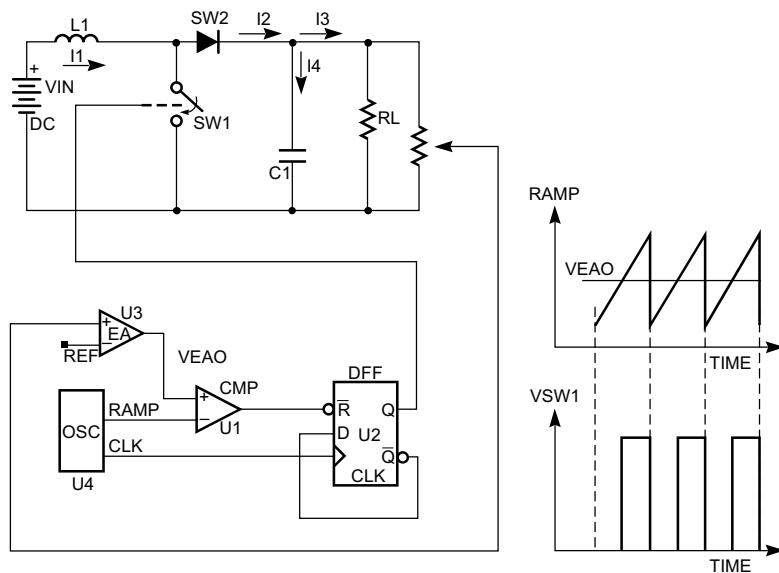 SW2
L1
I2
I3
I1
I4
+
VIN
DC
SW1
RL
C1
RAMP
VEAO
TIME
U3
+
EA
–
REF
VEAO
DFF
CMP
+
–
U1
RAMP
OSC
CLK
U4
R
Q
D
U2
Q
CLK
VSW1
TIME